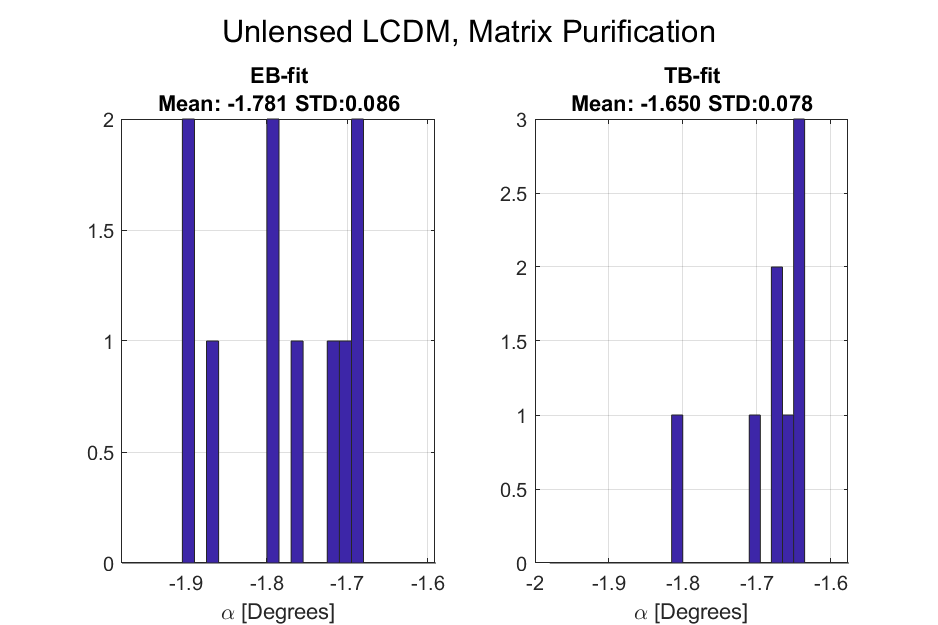 Unlensed LCDM, Matrix Purification
EB-fit
Mean: -1.781 STD:0.086
2
1.5
1
0.5
0
-1.9 -1.8 -1.7 -1.6
α [Degrees]
TB-fit
Mean: -1.650 STD:0.078
3
2.5
2
1.5
1
0.5
0
-2 -1.9 -1.8 -1.7 -1.6
α [Degrees]